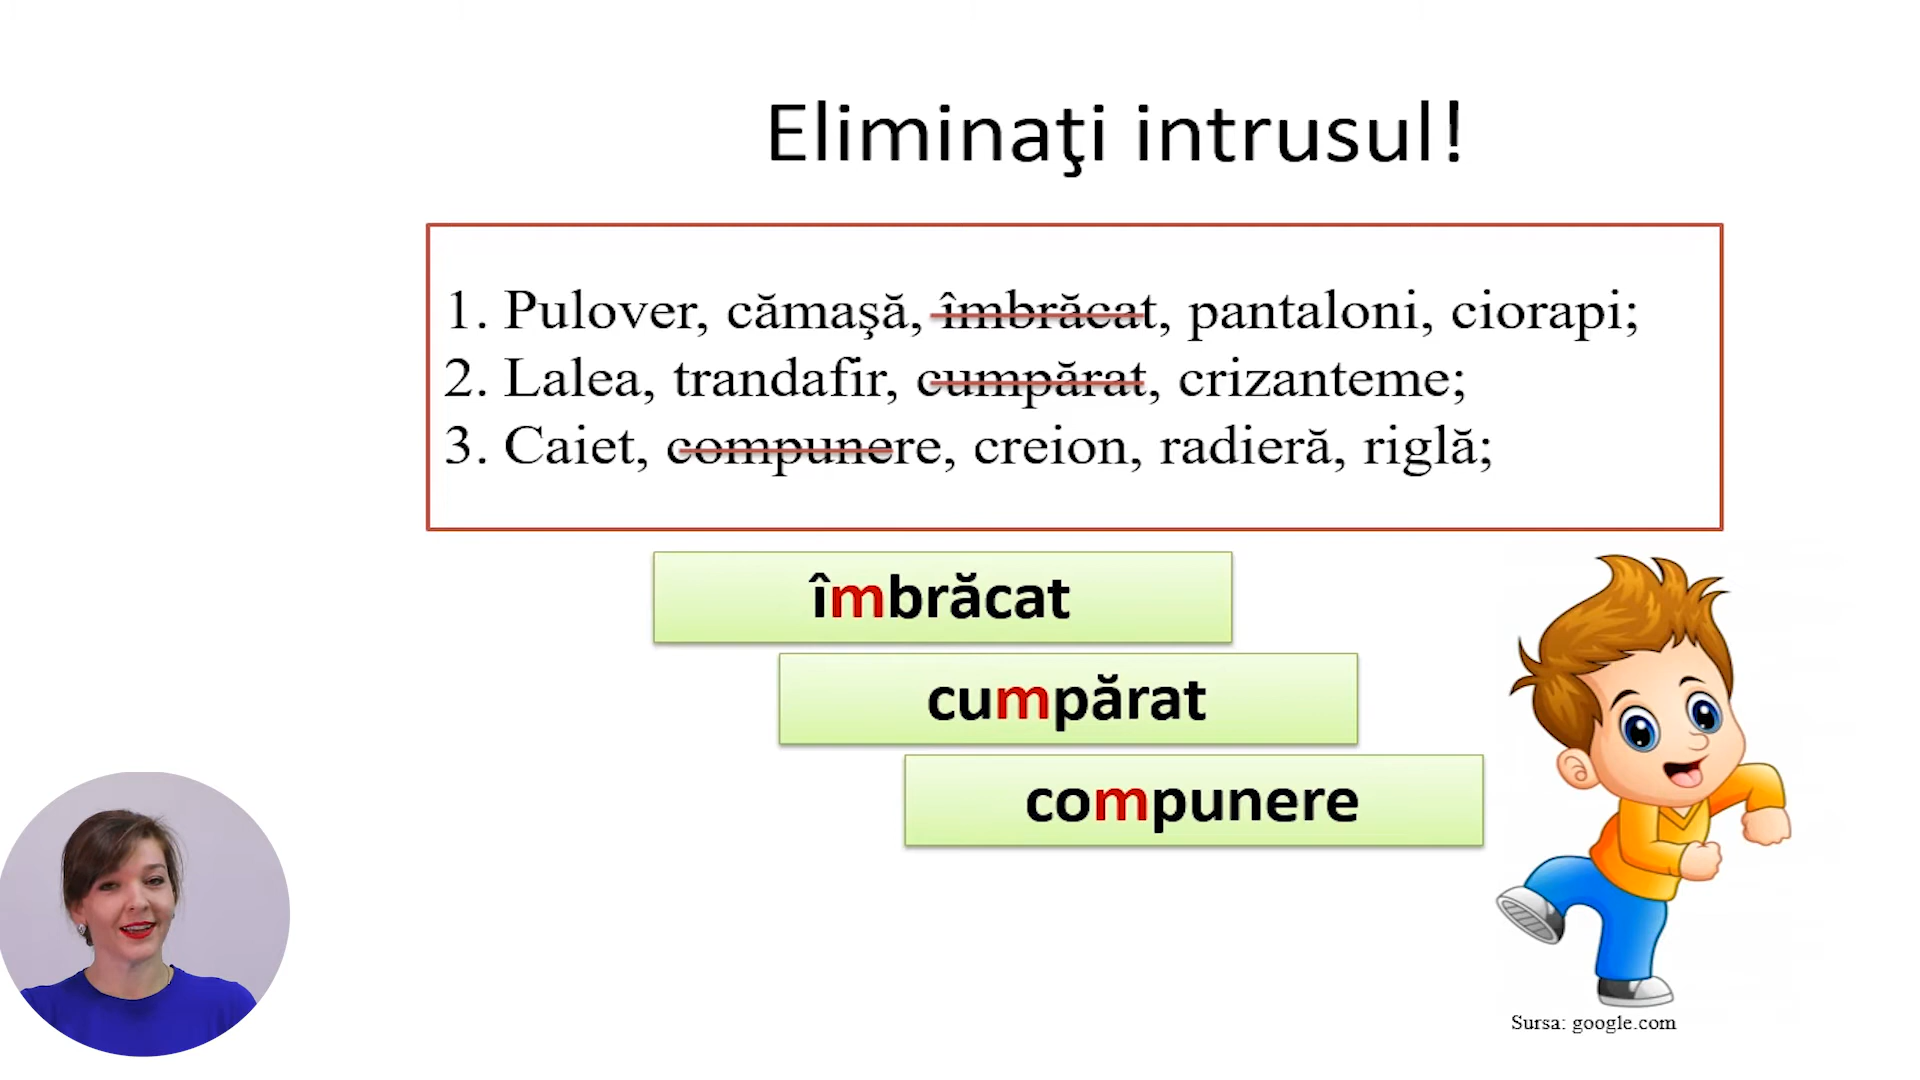 Eliminaţi intrusul!
1. Pulover, cămaşă, îmbrăcat, pantaloni, ciorapi;
2. Lalea, trandafir, cumpărat, crizanteme;
3. Caiet, compunere, creion, radieră, riglă;
îmbrăcat
cumpărat
compunere
Sursa: google.com